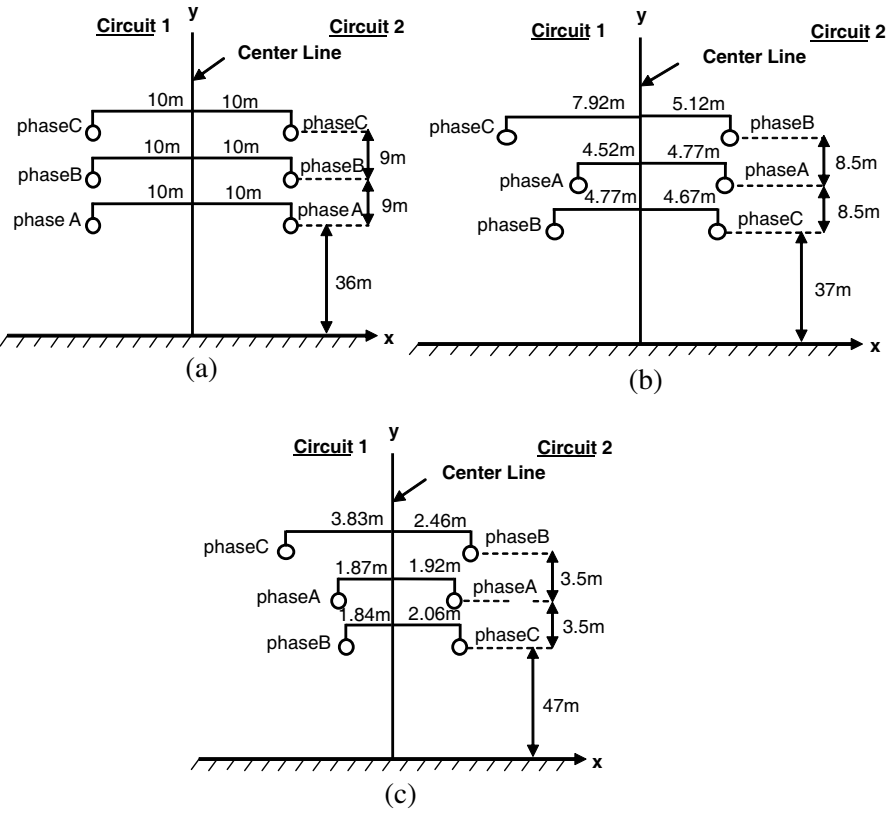 y
Circuit 1
Circuit 2
Center Line
10m 10m
phaseC
phaseC
10m 10m
9m
phaseB
phaseB
10m 10m
9m
phase A
phase A
36m
x
(a)
y
Circuit 1
Circuit 2
Center Line
7.92m 5.12m
phaseC
phaseB
4.52m 4.77m
8.5m
phaseA
phaseA
4.77m 4.67m
8.5m
phaseB
phaseC
37m
x
(b)
y
Circuit 1
Circuit 2
Center Line
3.83m 2.46m
phaseC
phaseB
1.87m 1.92m
3.5m
phaseA
phaseA
1.84m 2.06m
3.5m
phaseB
phaseC
47m
x
(c)